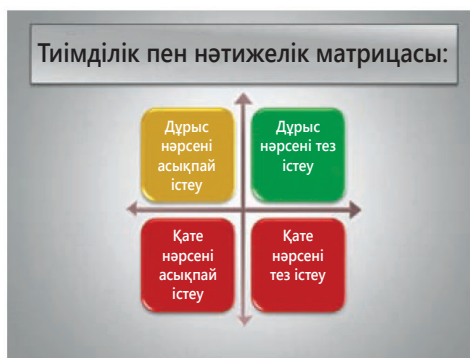 Тиімділік пен нәтижелік матрицасы:
Дұрыс
нәрсені
асықпай
істеу
Дұрыс
нәрсені тез
істеу
Қате
нәрсені
асықпай
істеу
Қате
нәрсені
тез істеу